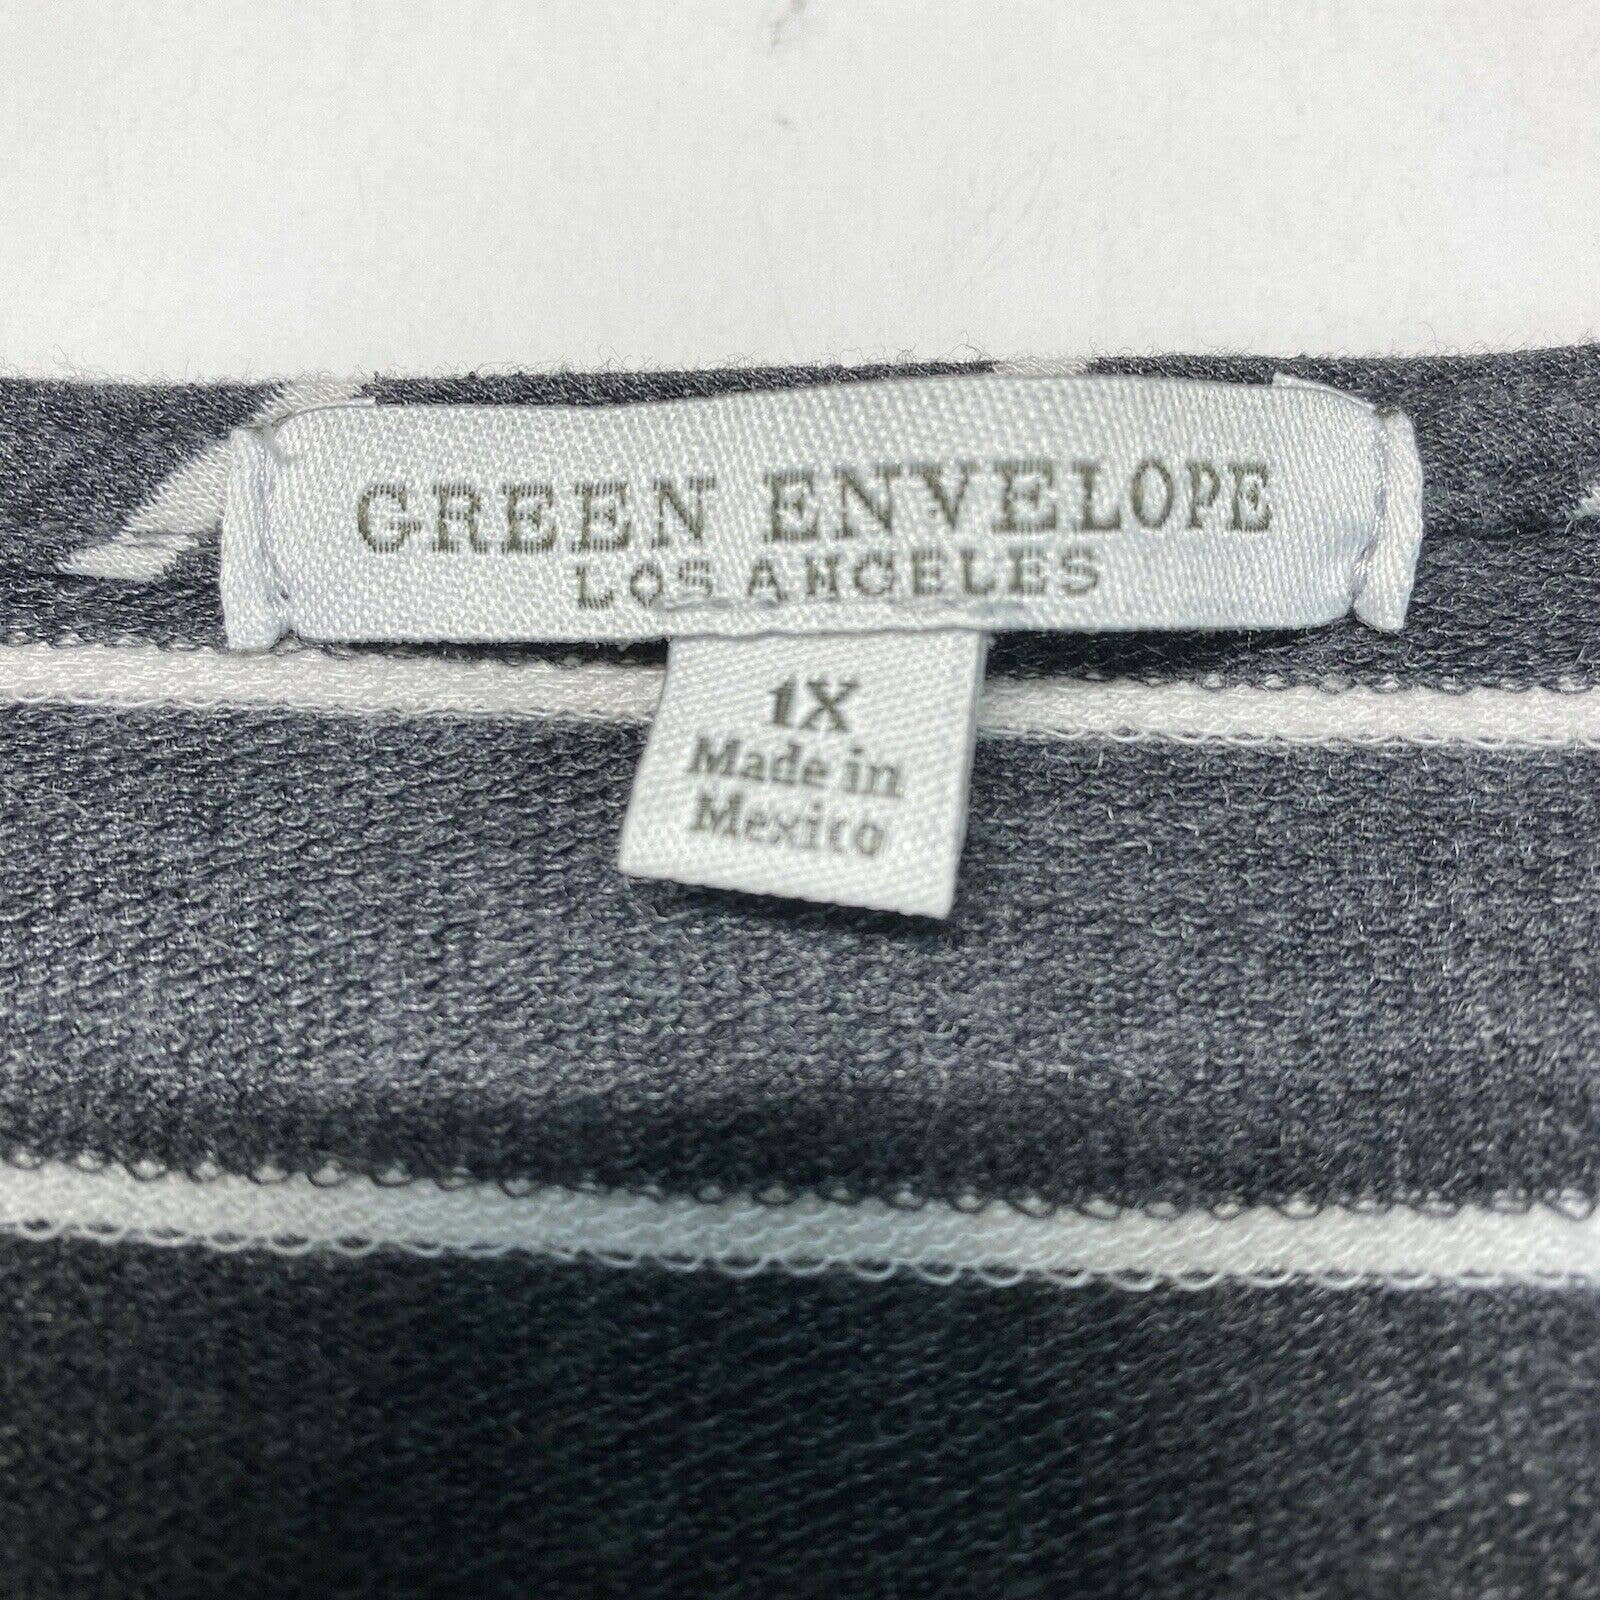 GREEN ENVELOPE
LOS ANGELES
1X
Made in
Mexico